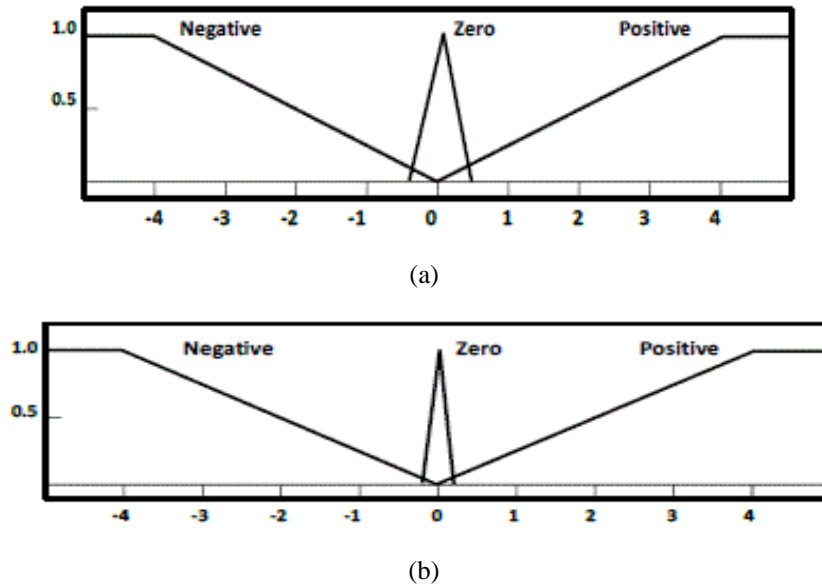 1.0 Negative Zero Positive
0.5
-4 -3 -2 -1 0 1 2 3 4
(a)
1.0 Negative Zero Positive
0.5
-4 -3 -2 -1 0 1 2 3 4
(b)